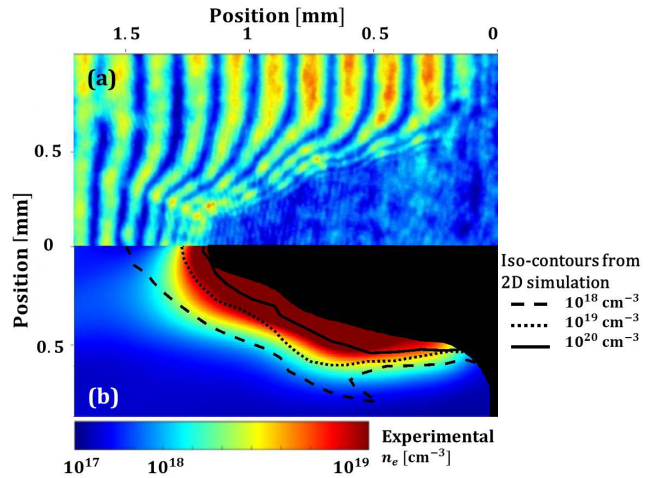 Position [mm]
1.5 1 0.5 0
(a)
0.5
0
Position [mm]
0.5
(b)
Iso-contours from
2D simulation
10¹⁸ cm⁻³
10¹⁹ cm⁻³
10²⁰ cm⁻³
10¹⁷ 10¹⁸ 10¹⁹
Experimental
nₑ [cm⁻³]